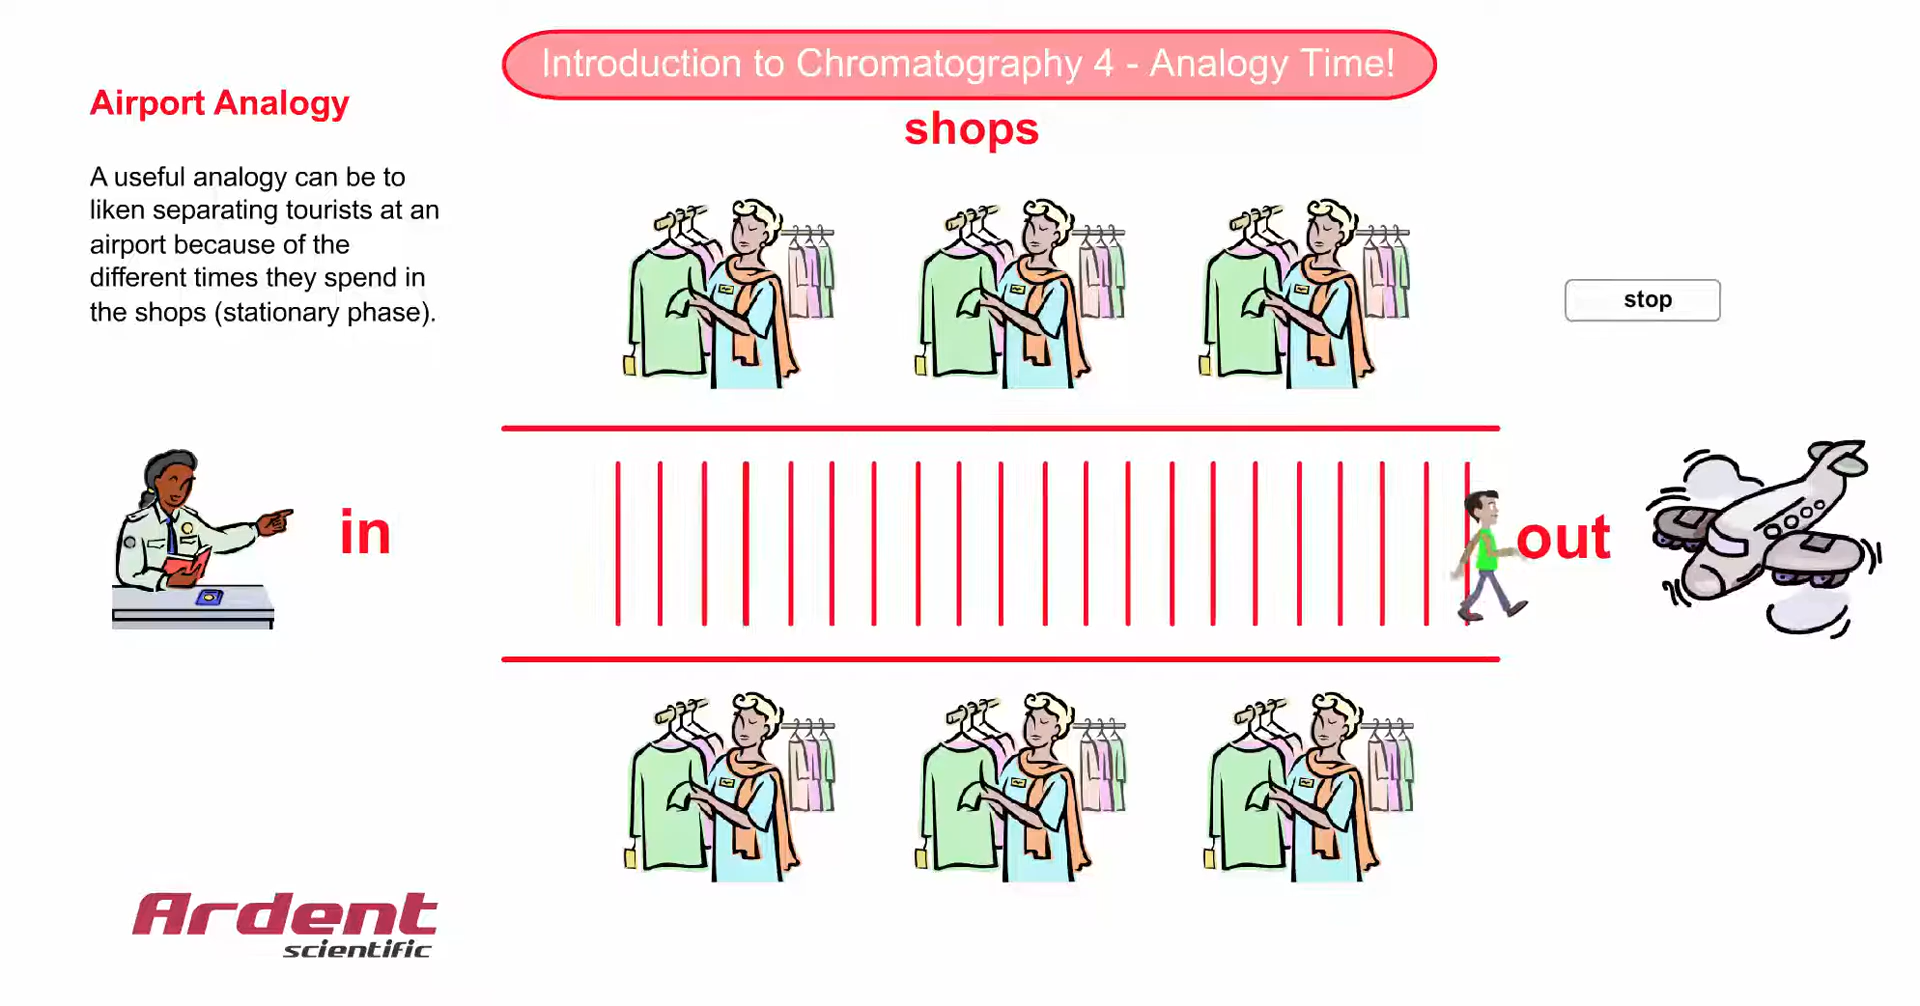 Introduction to Chromatography 4 - Analogy Time!
Airport Analogy
shops
A useful analogy can be to
liken separating tourists at an
airport because of the
different times they spend in
the shops (stationary phase).
stop
in
out
Ardent
scientific